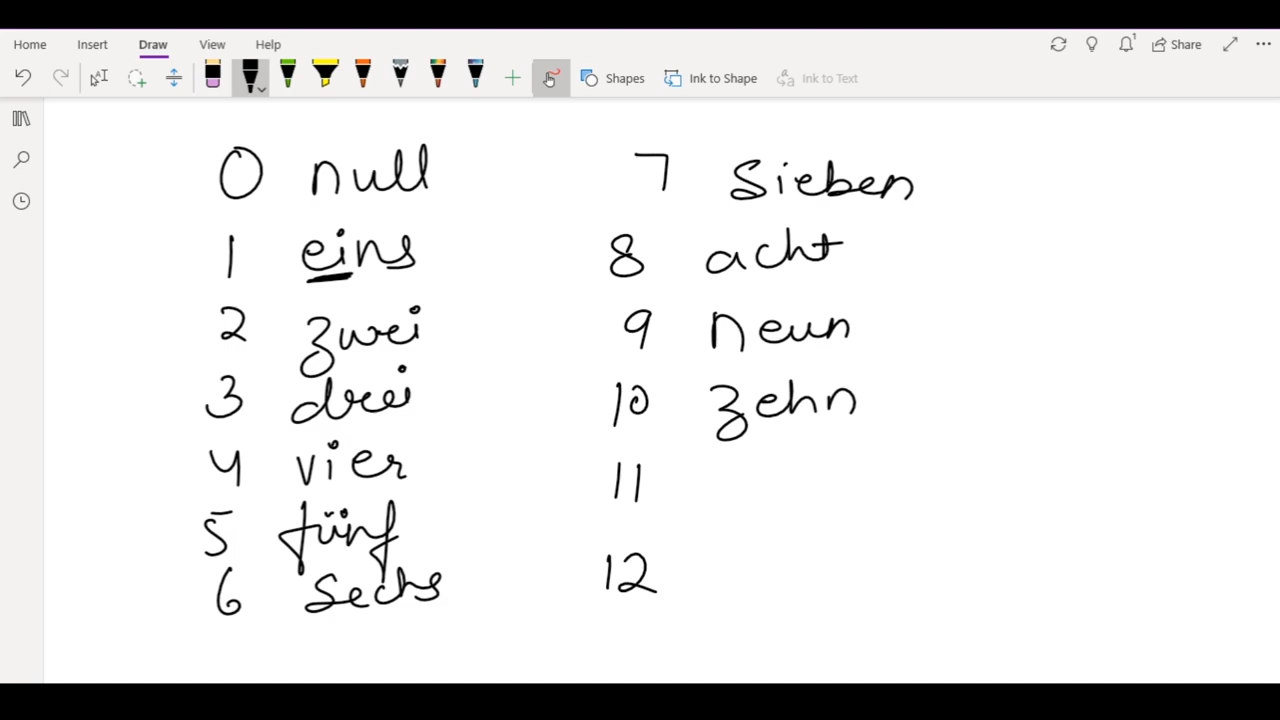 Home Insert Draw View Help Share
Shapes Ink to Shape Ink to Text
0 null
1 eins
2 zwei
3 drei
4 vier
5 fünf
6 sechs
7 Sieben
8 acht
9 Neun
10 zehn
11
12